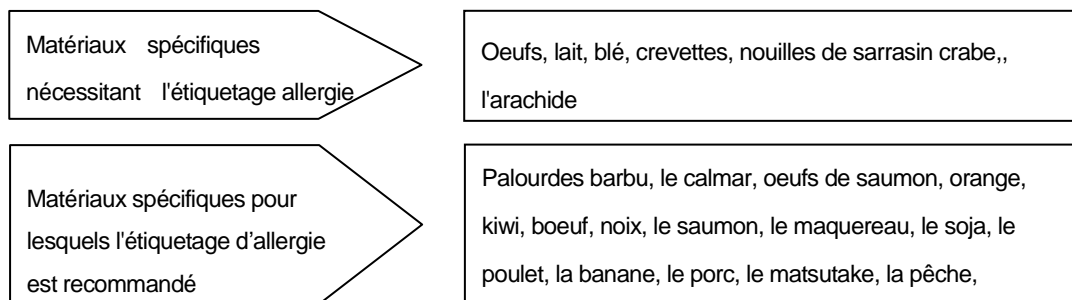 Matériaux spécifiques
nécessitant l'étiquetage allergie
Oeufs, lait, blé, crevettes, nouilles de sarrasin crabe,,
l'arachide
Matériaux spécifiques pour
lesquels l'étiquetage d’allergie
est recommandé
Palourdes barbu, le calmar, oeufs de saumon, orange,
kiwi, boeuf, noix, le saumon, le maquereau, le soja, le
poulet, la banane, le porc, le matsutake, la pêche,